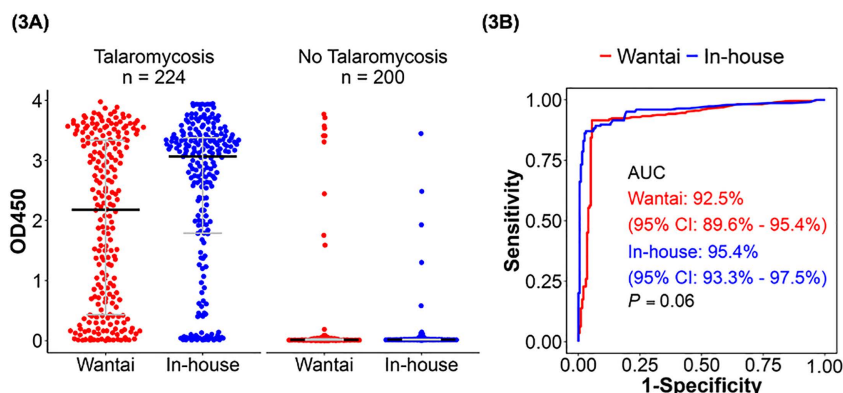 (3A)
Talaromycosis
n = 224
No Talaromycosis
n = 200
OD450
4
3
2
1
0
Wantai
In-house
Wantai
In-house
(3B)
Wantai In-house
Sensitivity
1.00
0.75
0.50
0.25
0.00
AUC
Wantai: 92.5%
(95% CI: 89.6% - 95.4%)
In-house: 95.4%
(95% CI: 93.3% - 97.5%)
P = 0.06
0.00 0.25 0.50 0.75 1.00
1-Specificity